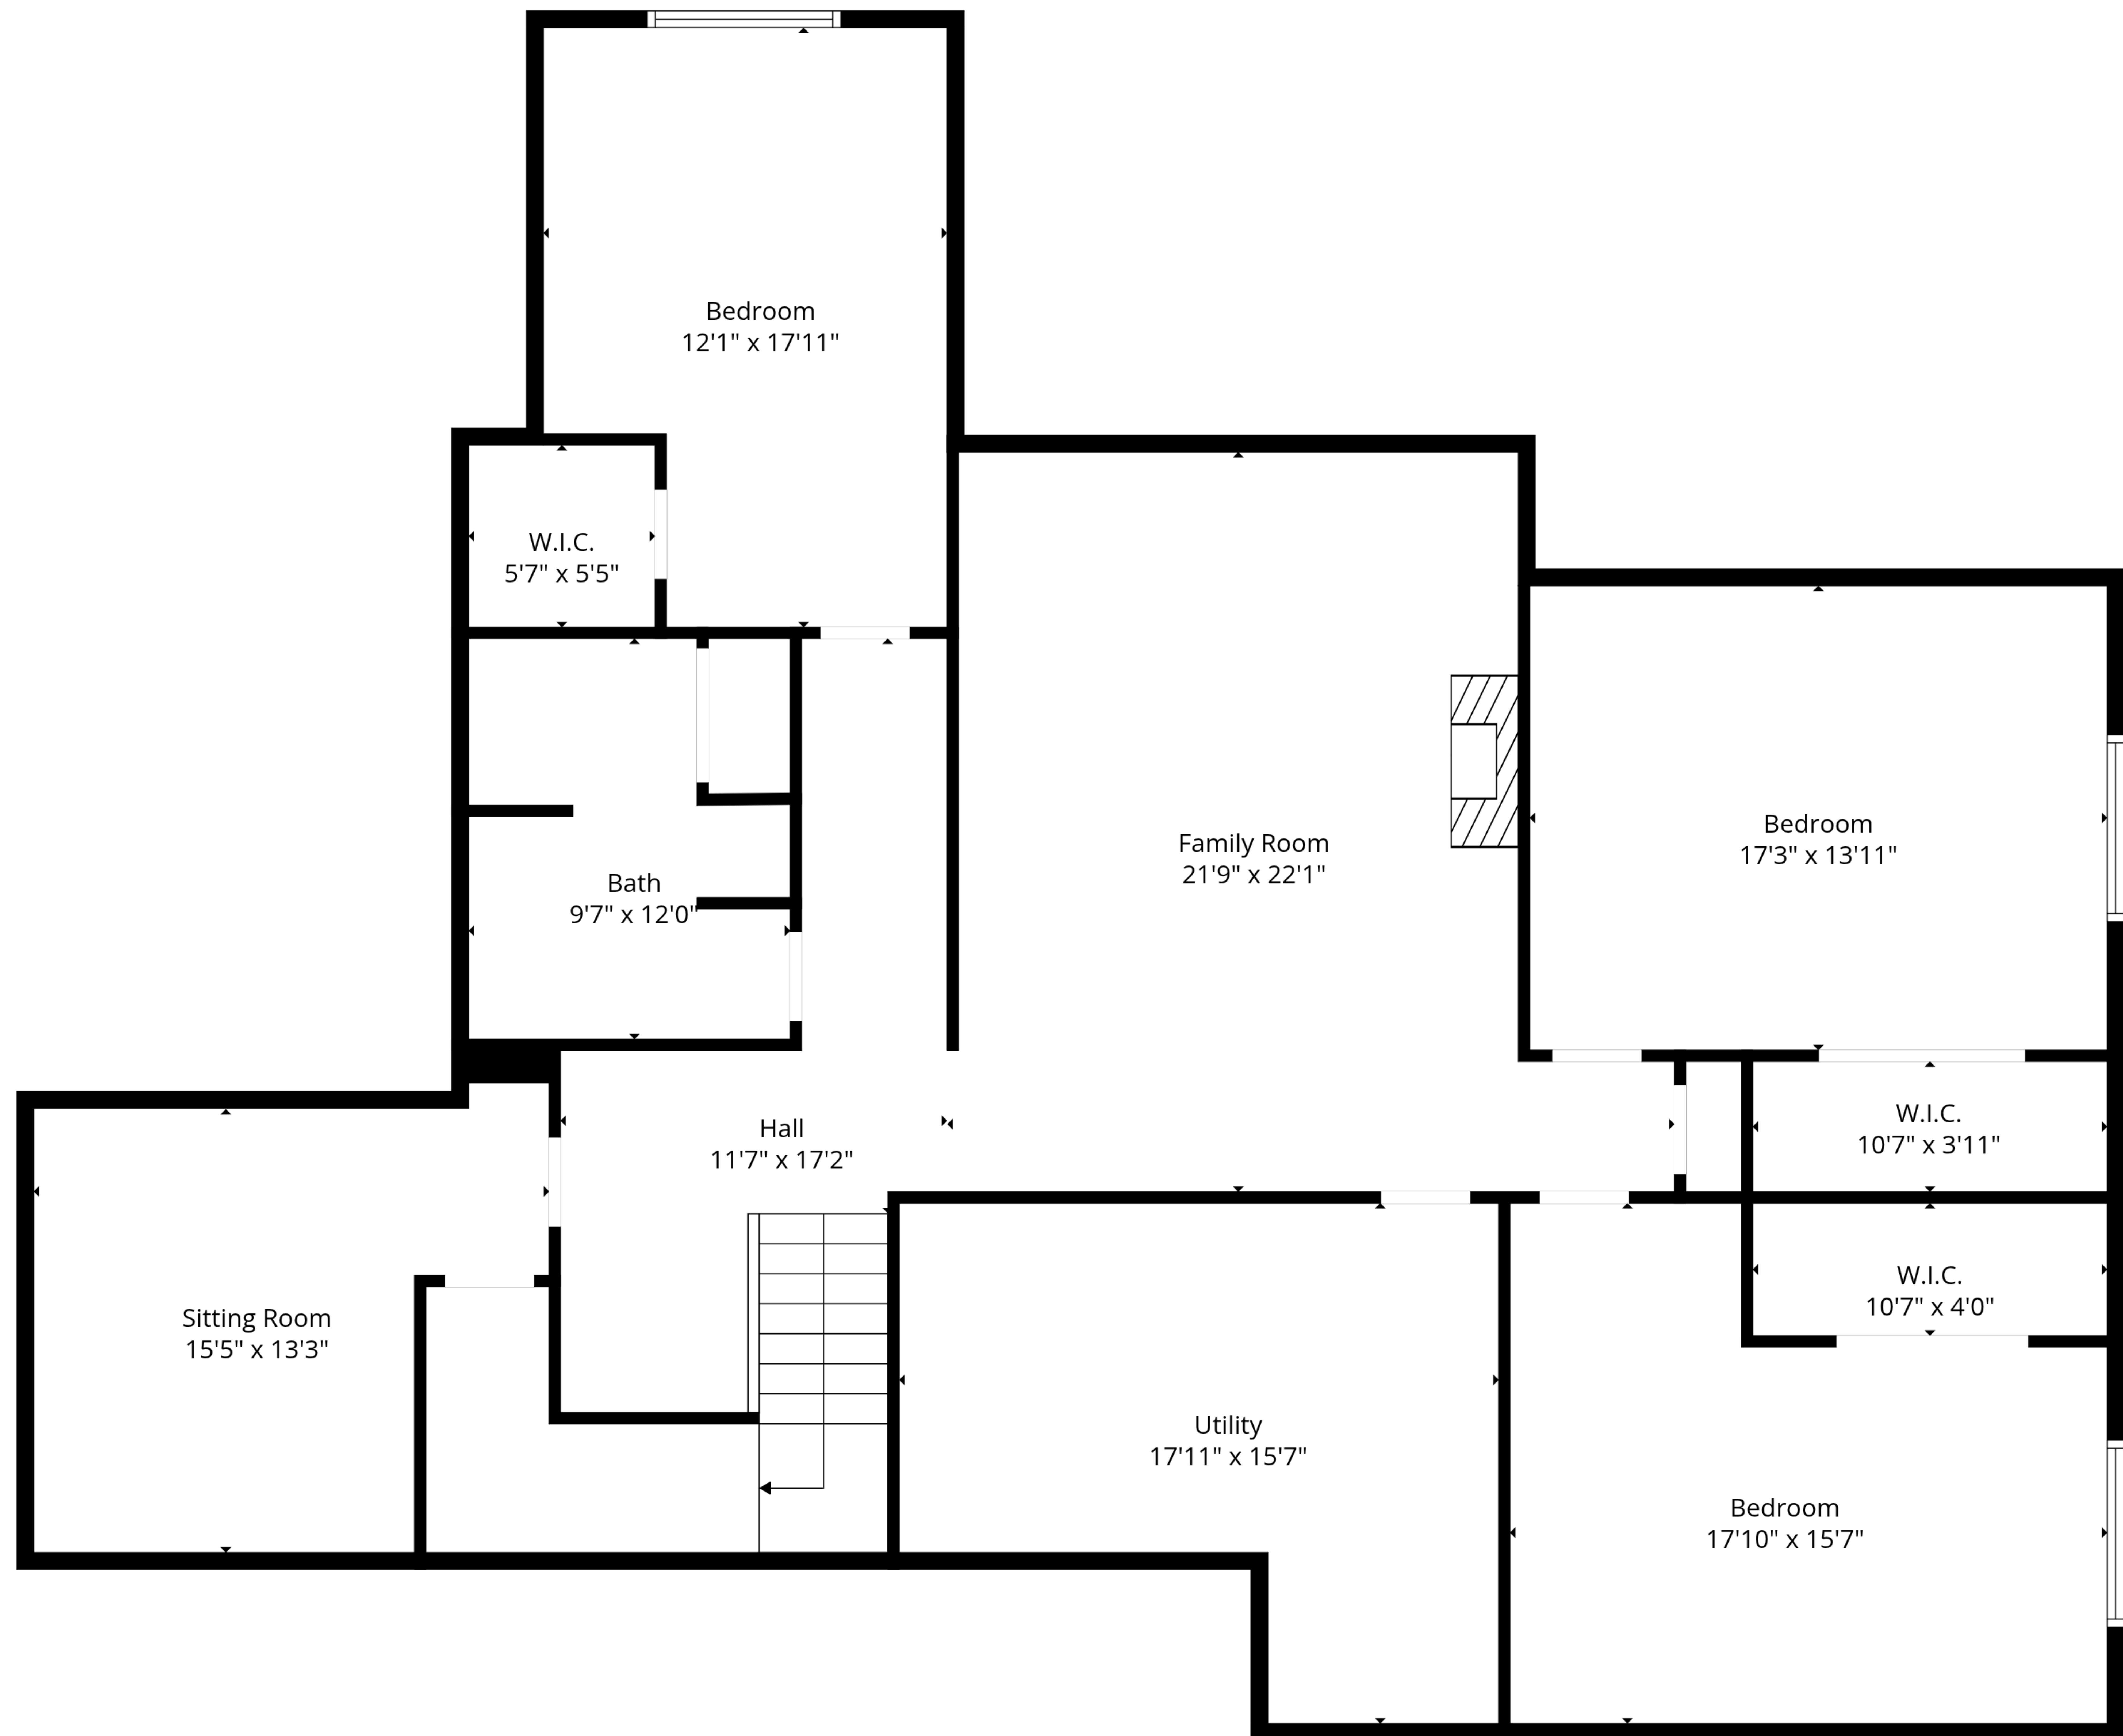 Bedroom
12'1" x 17'11"
W.I.C.
5'7" x 5'5"
Family Room
21'9" x 22'1"
Bedroom
17'3" x 13'11"
Bath
9'7" x 12'0"
Hall
11'7" x 17'2"
W.I.C.
10'7" x 3'11"
W.I.C.
10'7" x 4'0"
Sitting Room
15'5" x 13'3"
Utility
17'11" x 15'7"
Bedroom
17'10" x 15'7"